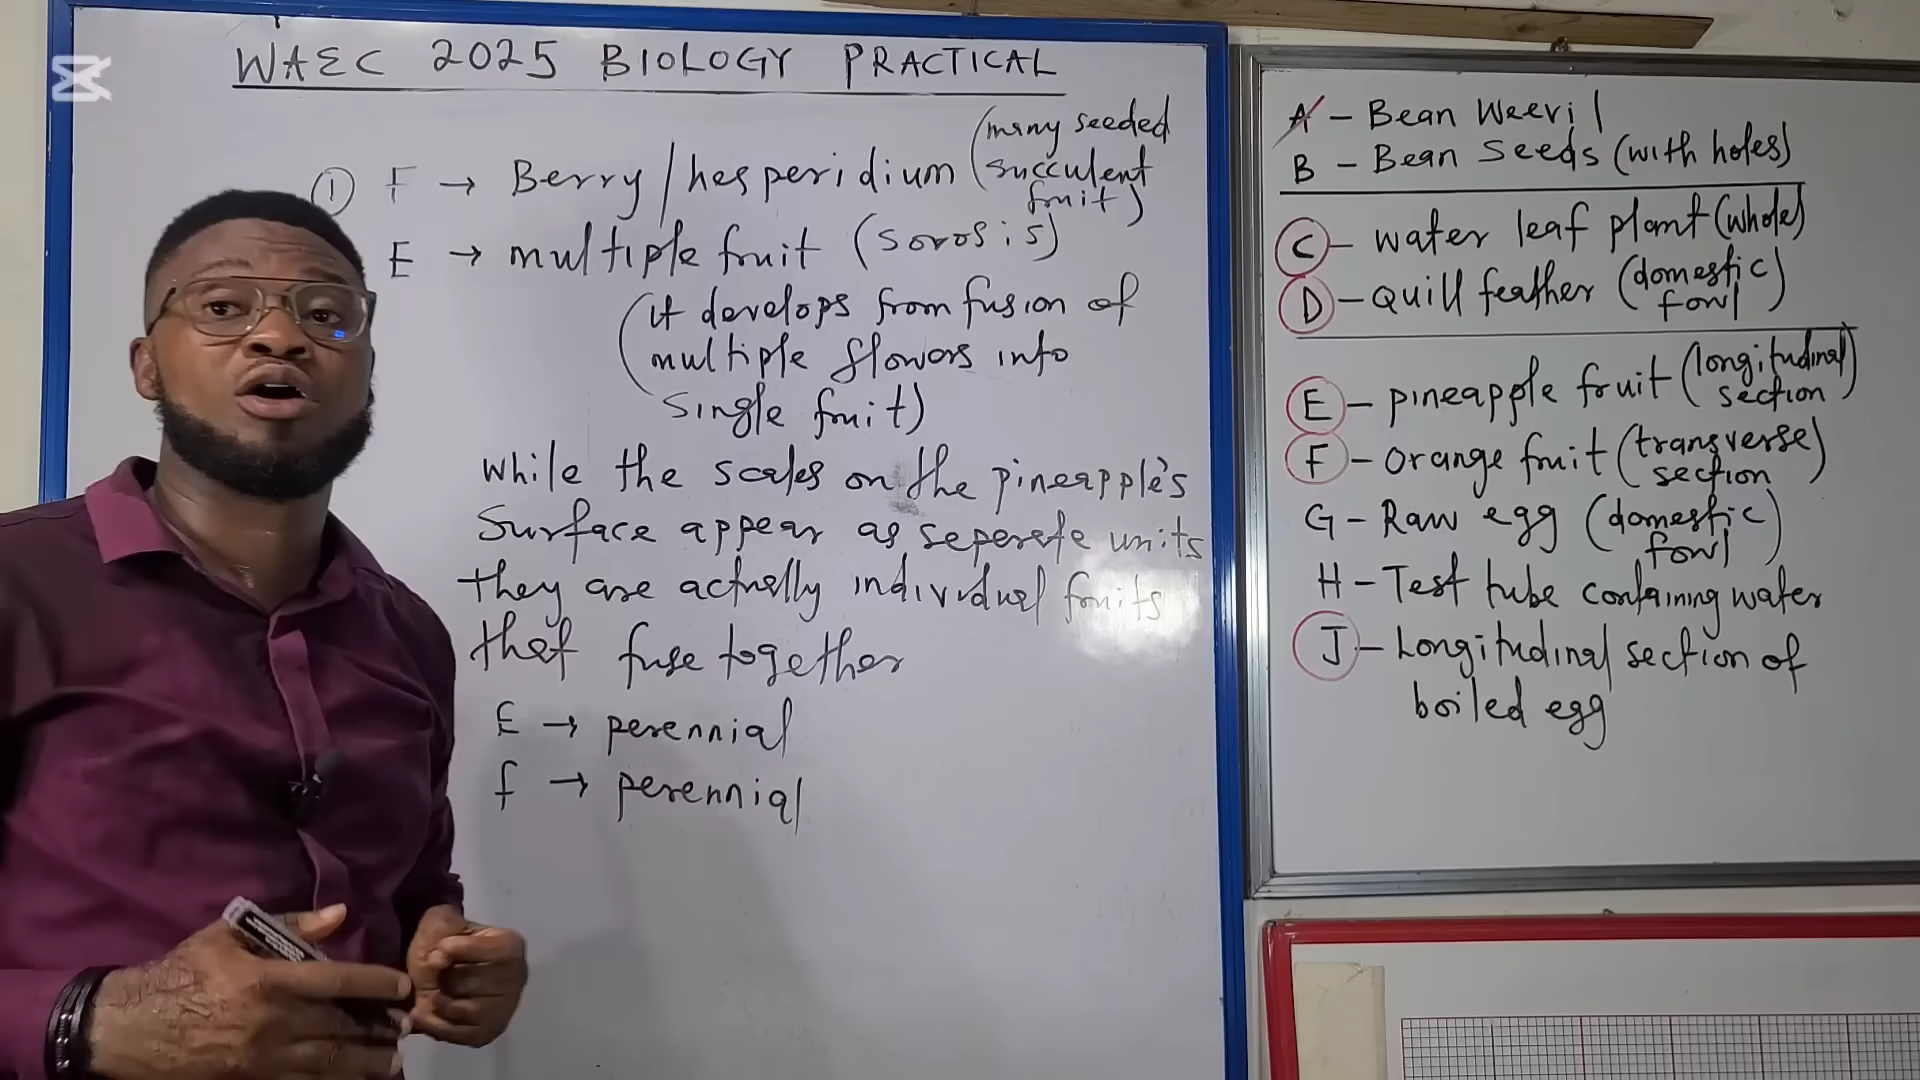 WAEC 2025 BIOLOGY PRACTICAL
① F → Berry/hesperidium (many seeded succulent fruit)
E → multiple fruit (sorosis)
(it develops from fusion of
multiple flowers into
single fruit)
while the scales on the pineapple's
surface appear as seperate units
they are actually individual fruits
that fuse together
E → perennial
f → perennial
A - Bean Weevil
B - Bean seeds (with holes)
C - water leaf plant (whole)
D - quill feather (domestic fowl)
E - pineapple fruit (longitudinal section)
F - orange fruit (transverse section)
G - Raw egg (domestic fowl)
H - Test tube containing water
J - Longitudinal section of
boiled egg